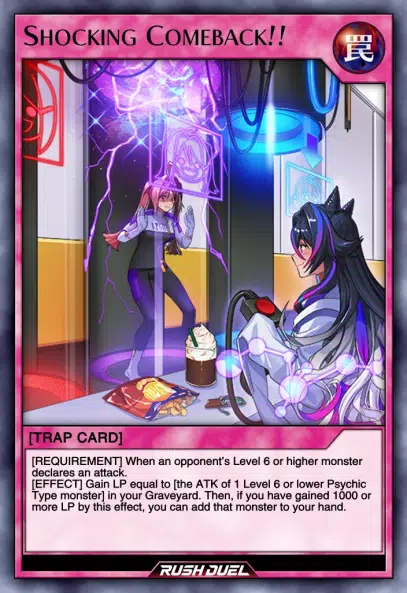 SHOCKING COMEBACK!!
罠
[TRAP CARD]
[REQUIREMENT] When an opponent's Level 6 or higher monster
declares an attack.
[EFFECT] Gain LP equal to [the ATK of 1 Level 6 or lower Psychic
Type monster] in your Graveyard. Then, if you have gained 1000 or
more LP by this effect, you can add that monster to your hand.
RUSH DUEL